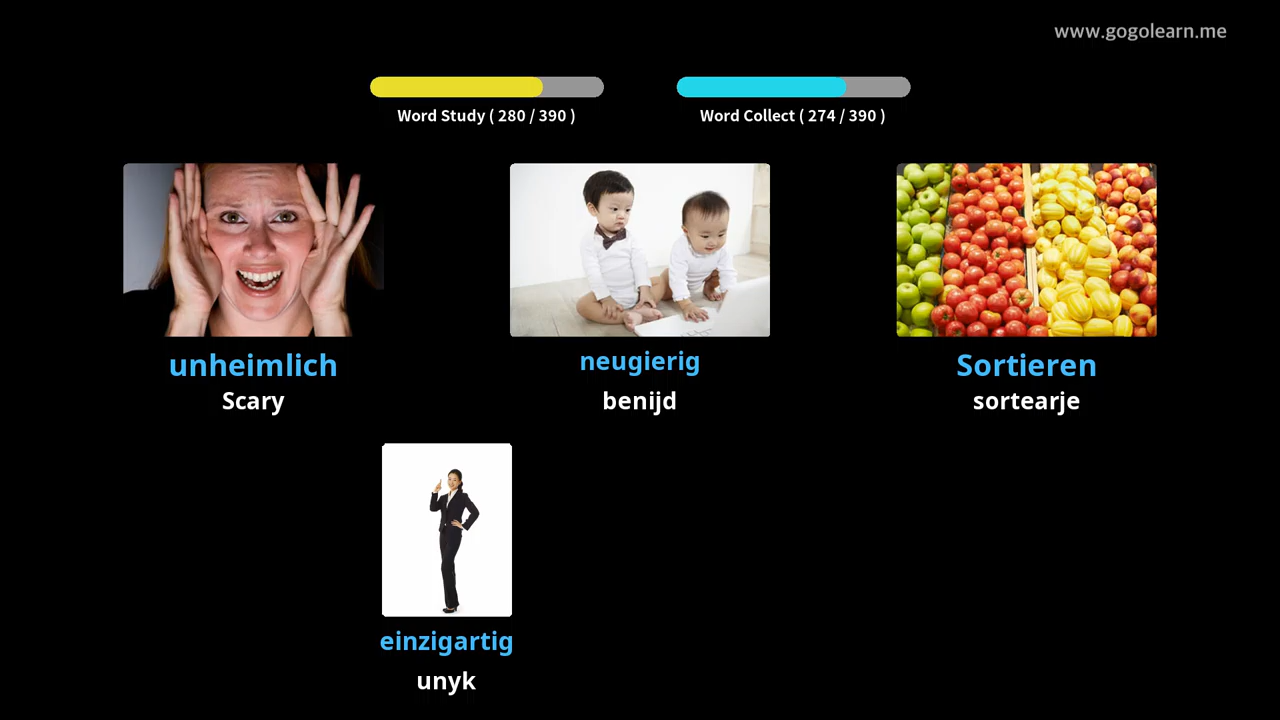 www.gogolearn.me
Word Study ( 280 / 390 )
Word Collect ( 274 / 390 )
unheimlich
Scary
neugierig
benijd
Sortieren
sortearje
einzigartig
unyk